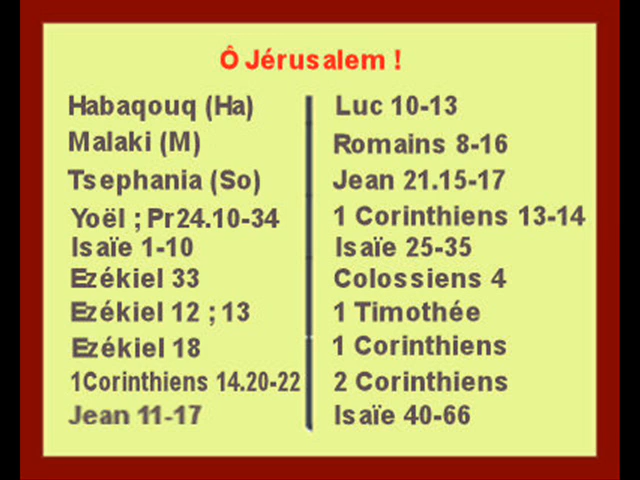 Ô Jérusalem !
Habaqouq (Ha)
Malaki (M)
Tsephania (So)
Yoël ; Pr24.10-34
Isaïe 1-10
Ezékiel 33
Ezékiel 12 ; 13
Ezékiel 18
1Corinthiens 14.20-22
Jean 11-17
Luc 10-13
Romains 8-16
Jean 21.15-17
1 Corinthiens 13-14
Isaïe 25-35
Colossiens 4
1 Timothée
1 Corinthiens
2 Corinthiens
Isaïe 40-66